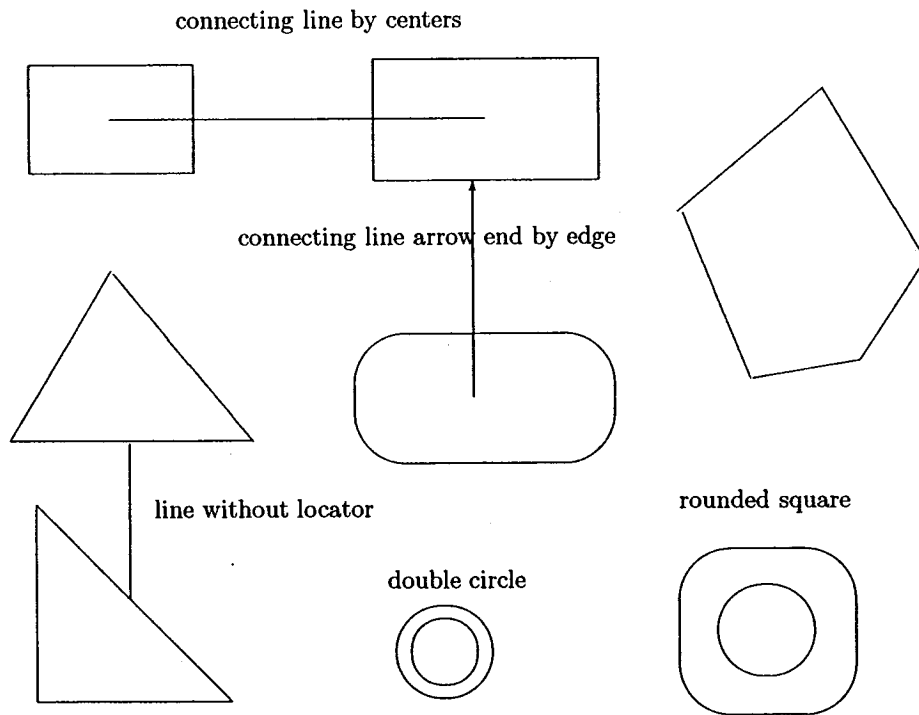 connecting line by centers
connecting line arrow end by edge
line without locator
rounded square
double circle